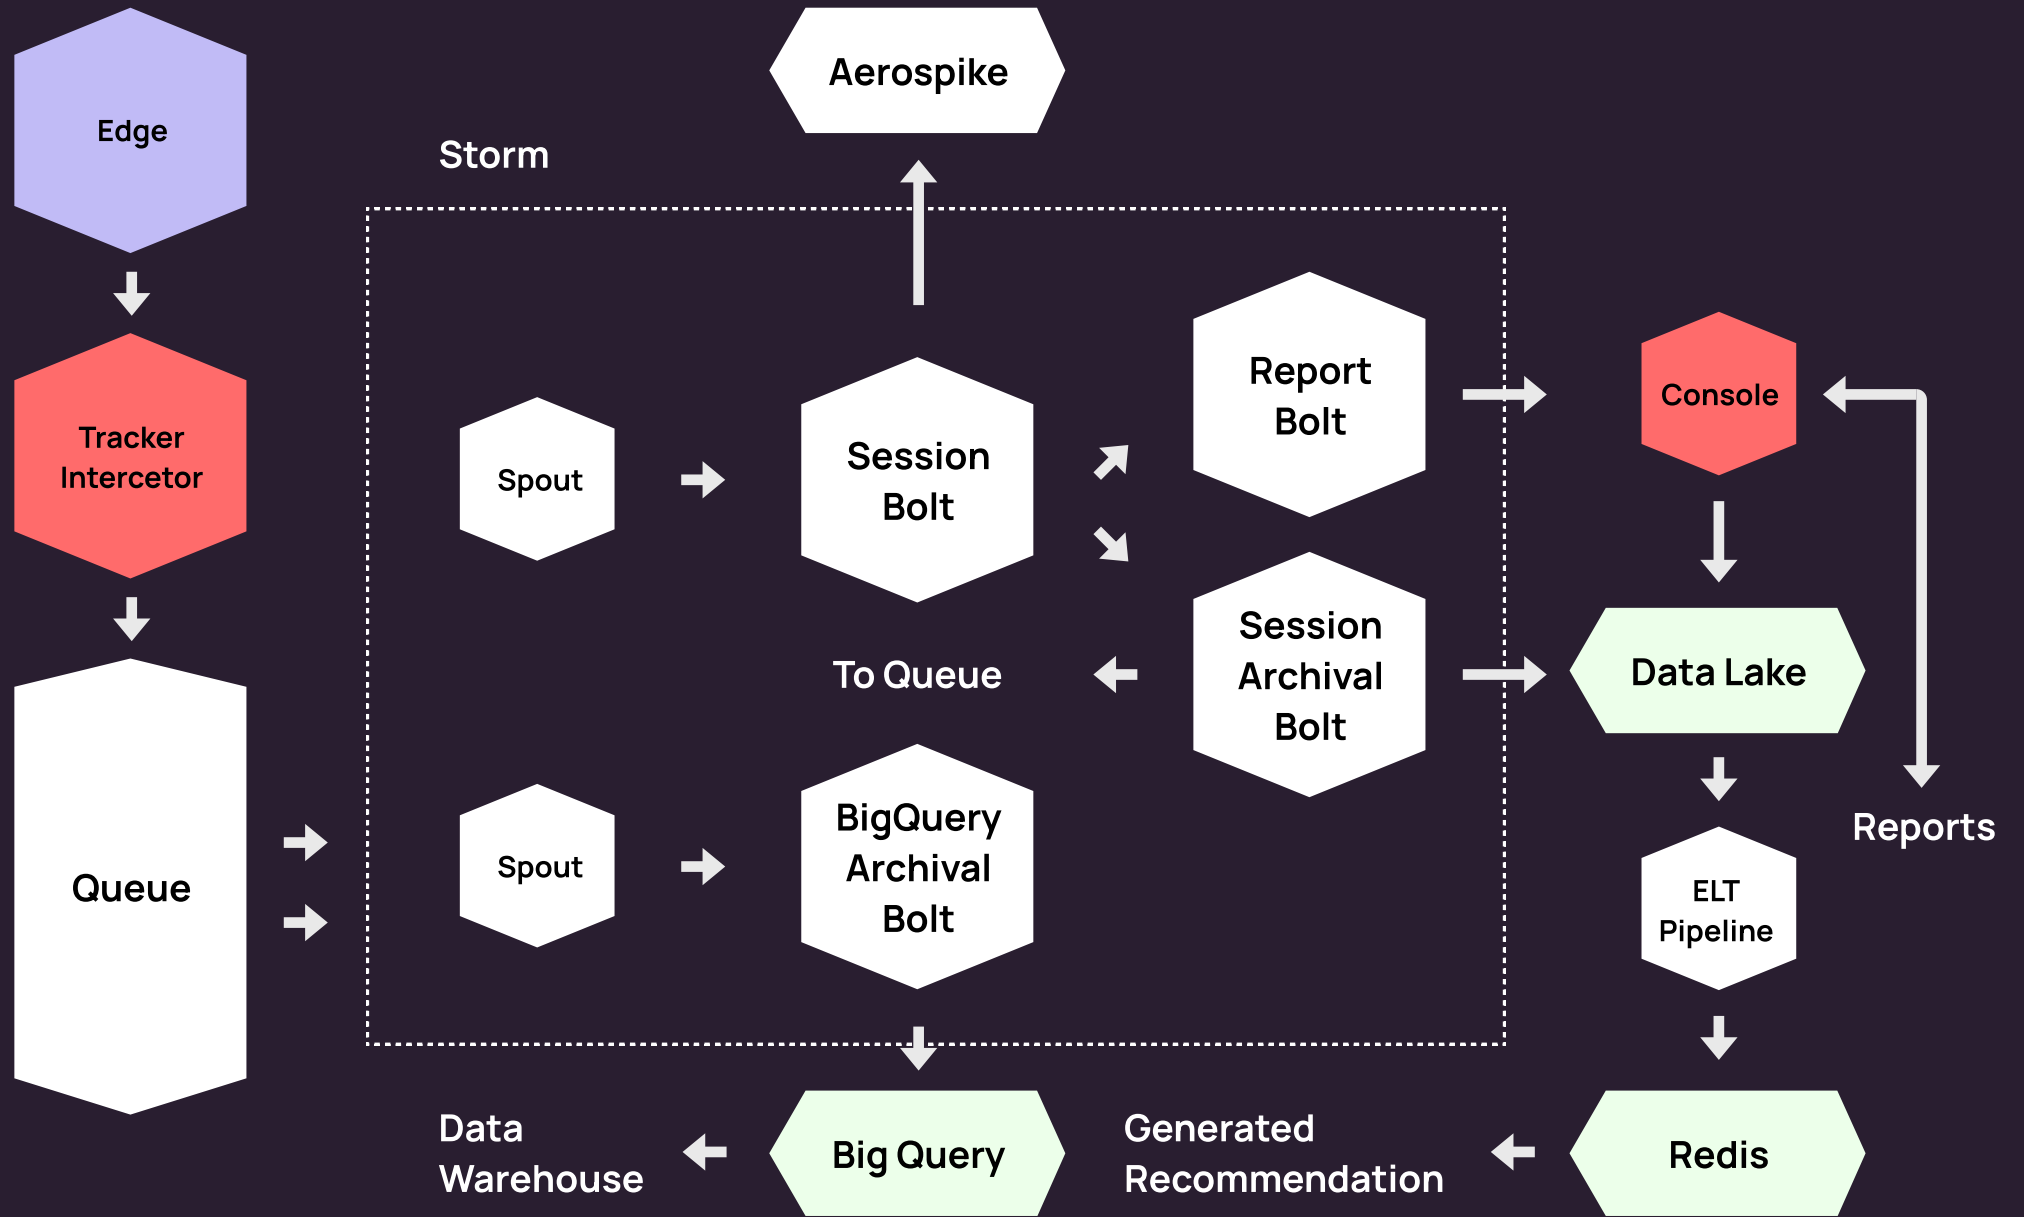 Edge
Aerospike
Storm
Tracker
Intercetor
Spout
Session
Bolt
Report
Bolt
Console
Session
Archival
Bolt
To Queue
Data Lake
Queue
Spout
BigQuery
Archival
Bolt
Reports
ELT
Pipeline
Data
Warehouse
Big Query
Generated
Recommendation
Redis